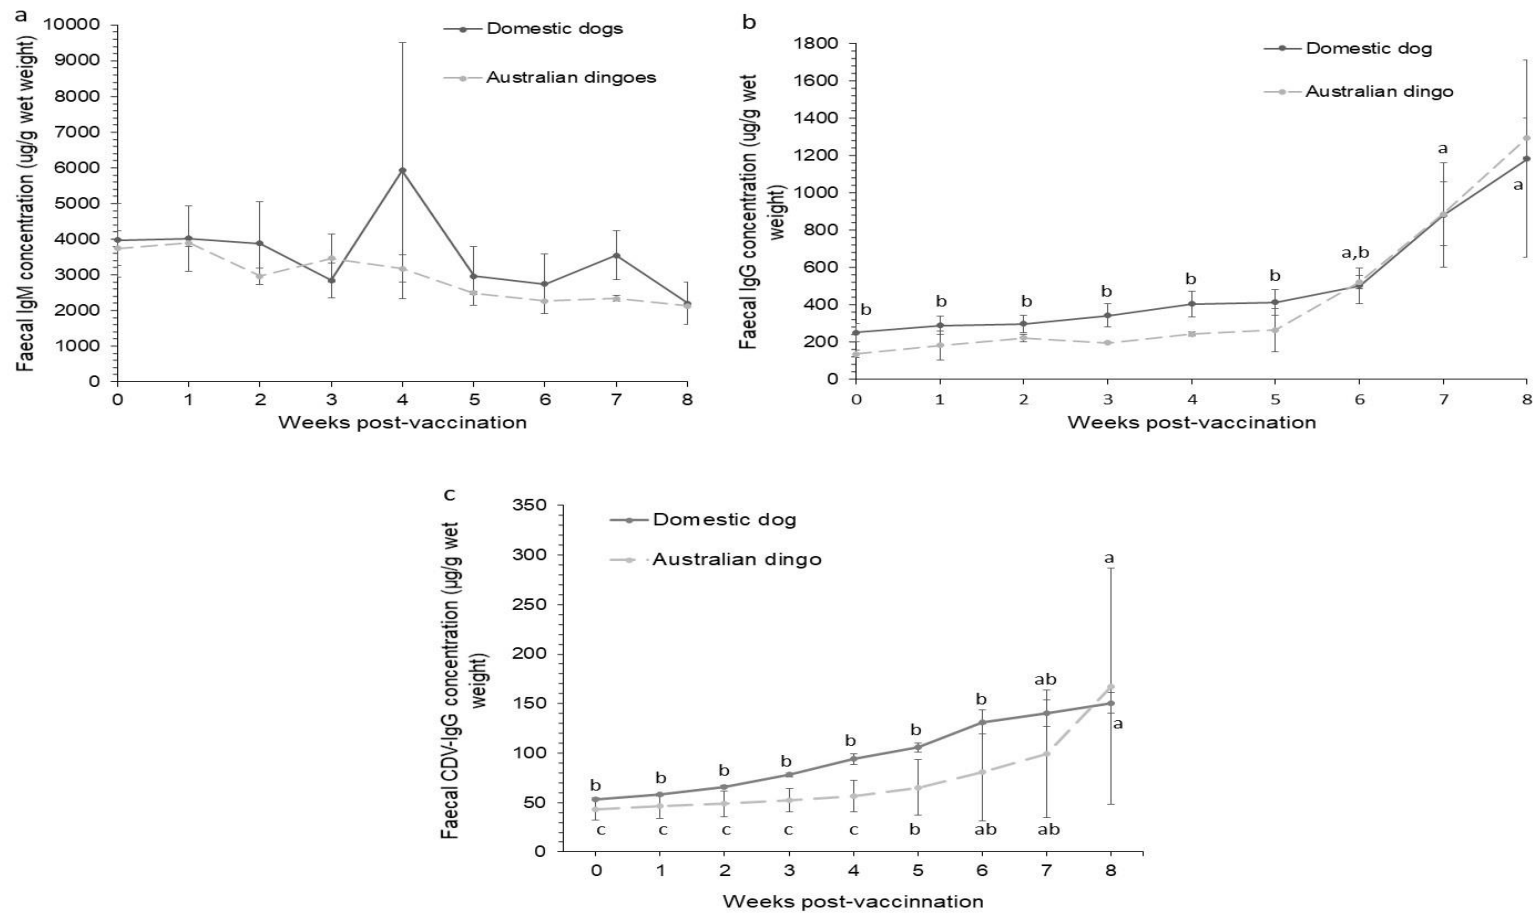 a
Faecal IgM concentration (ug/g wet weight)
10000
9000
8000
7000
6000
5000
4000
3000
2000
1000
0
Domestic dogs
Australian dingoes
0 1 2 3 4 5 6 7 8
Weeks post-vaccination
b
Faecal IgG concentration (ug/g wet
weight)
1800
1600
1400
1200
1000
800
600
400
200
0
Domestic dog
Australian dingo
b b b b b b a,b a a
0 1 2 3 4 5 6 7 8
Weeks post-vaccination
c
Faecal CDV-IgG concentration (µg/g wet
weight)
350
300
250
200
150
100
50
0
Domestic dog
Australian dingo
b b b b b b b ab a
a
c c c c c b ab ab
0 1 2 3 4 5 6 7 8
Weeks post-vaccinnation